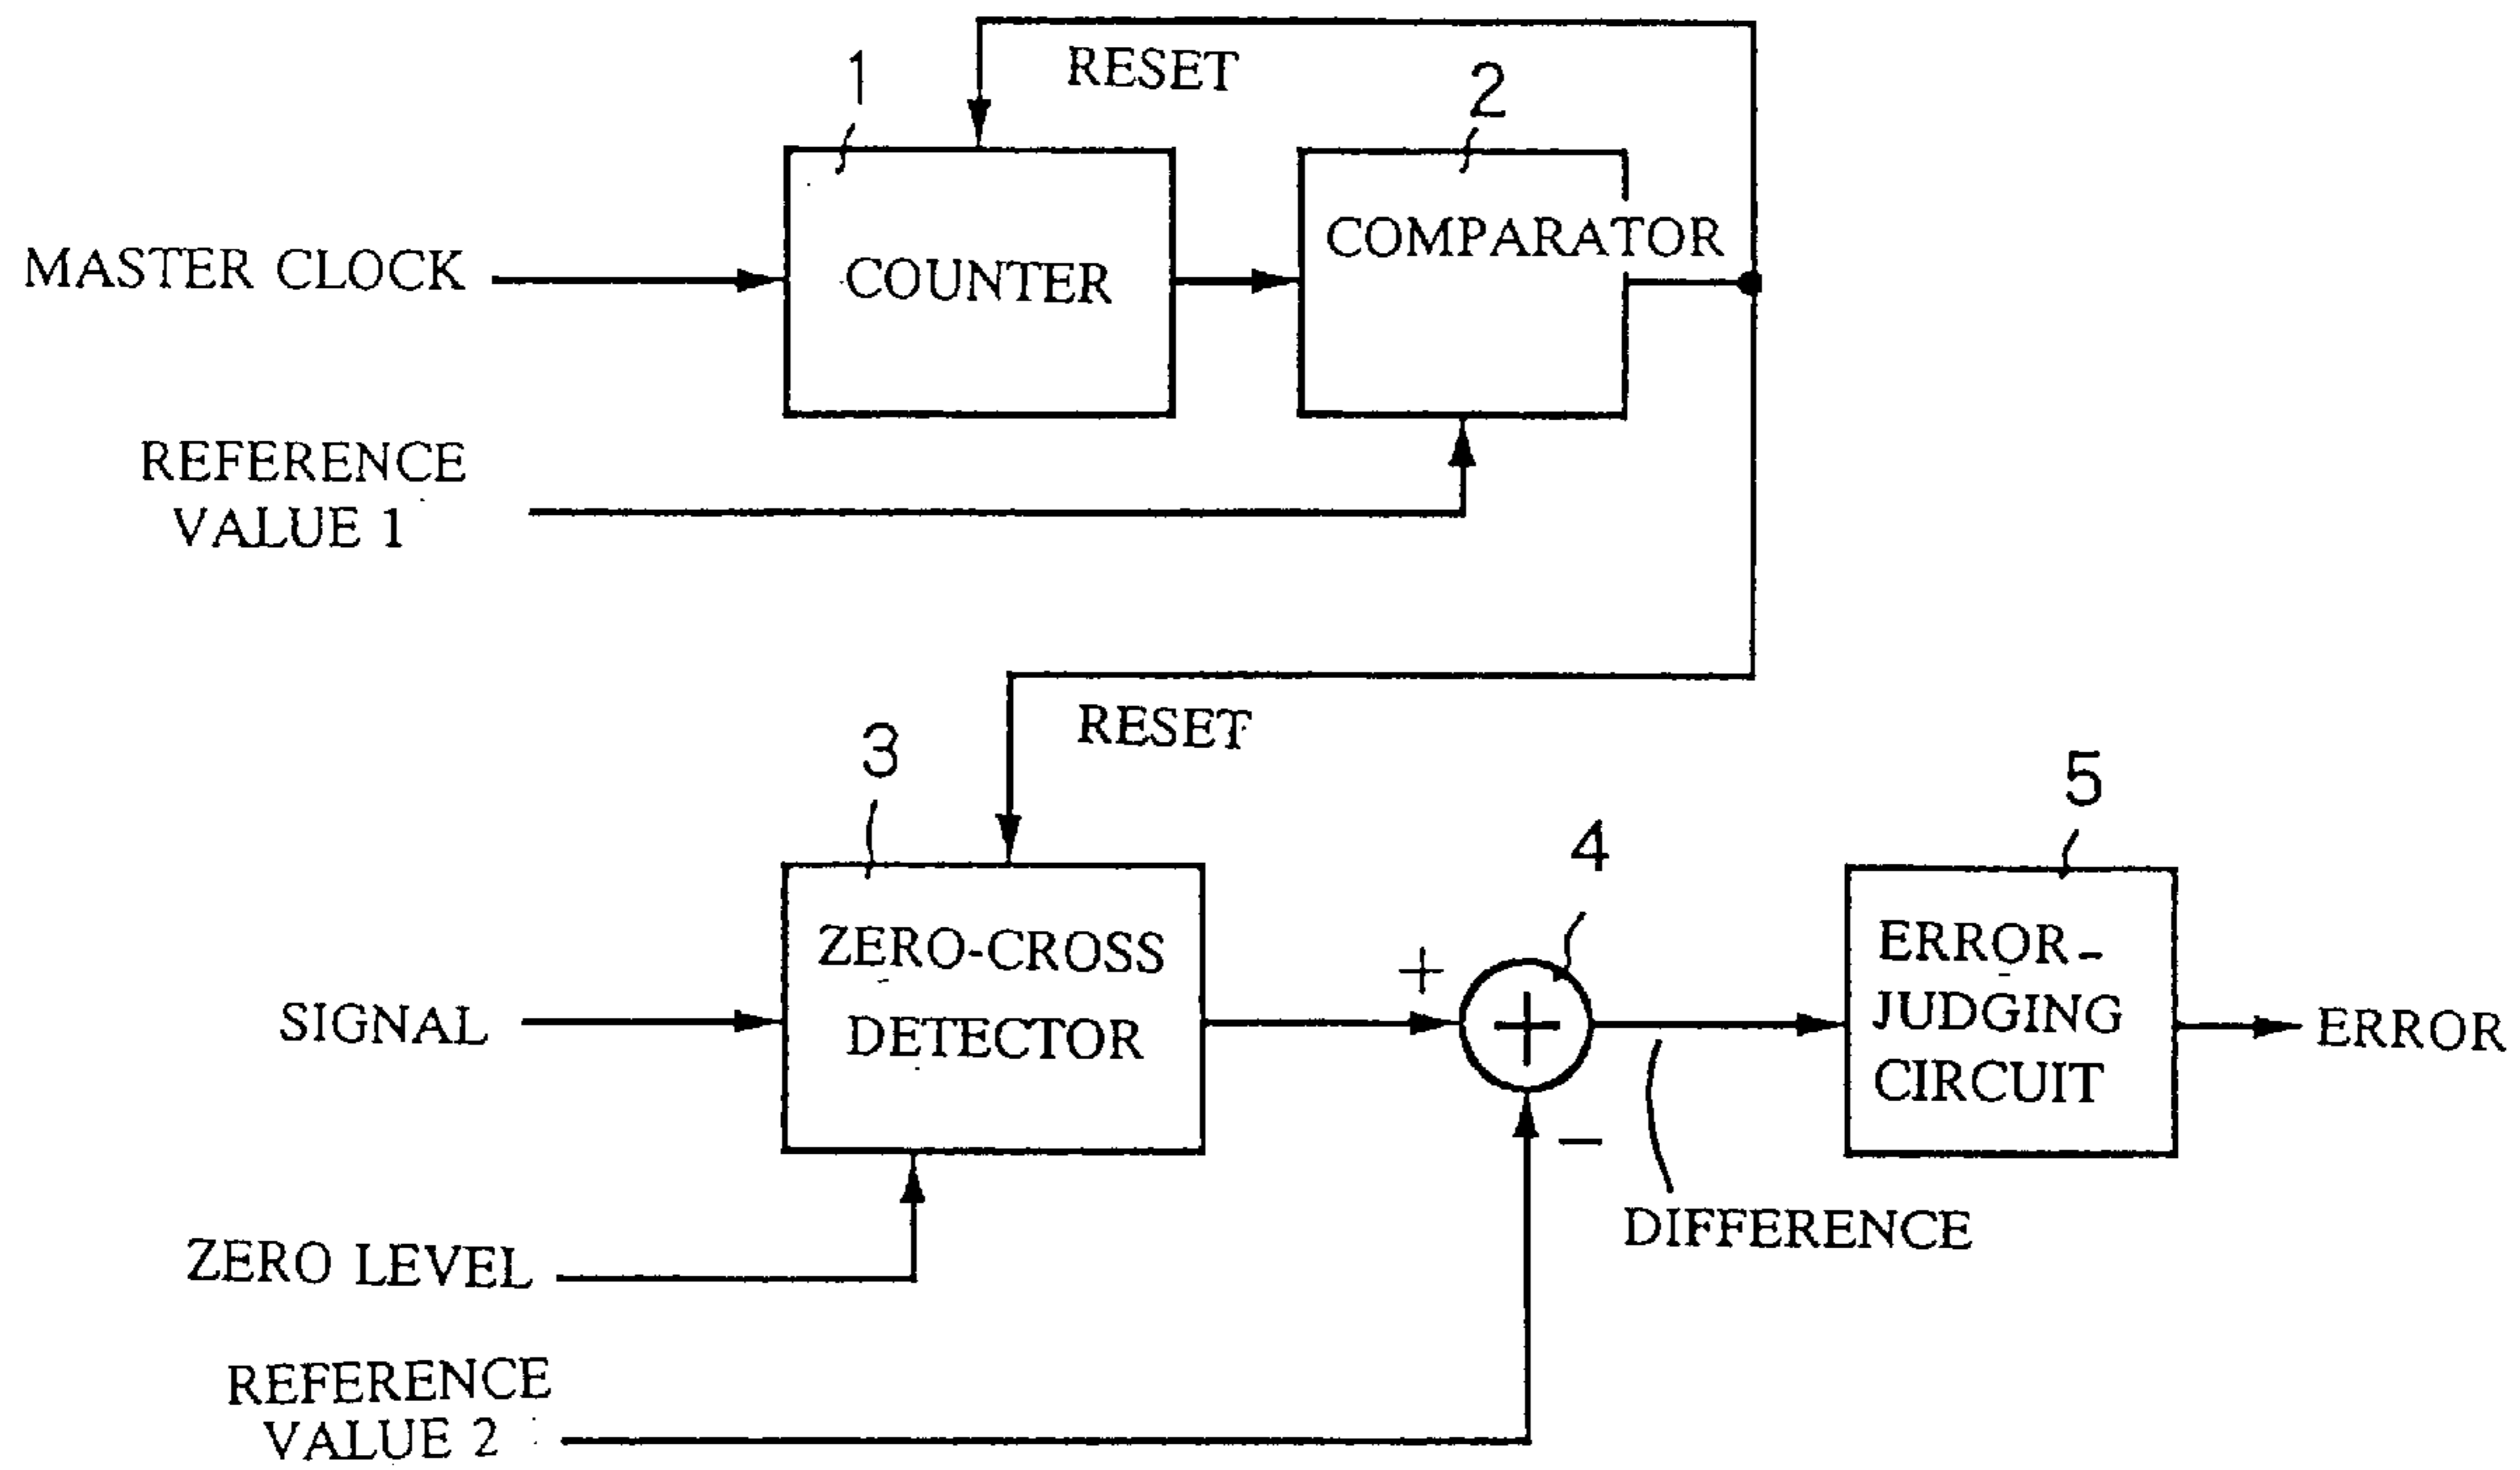 1
RESET
2
MASTER CLOCK
COUNTER
COMPARATOR
REFERENCE
VALUE 1
RESET
3
4
5
ZERO-CROSS
DETECTOR
SIGNAL
+
+
−
ERROR-
JUDGING
CIRCUIT
ERROR
DIFFERENCE
ZERO LEVEL
REFERENCE
VALUE 2